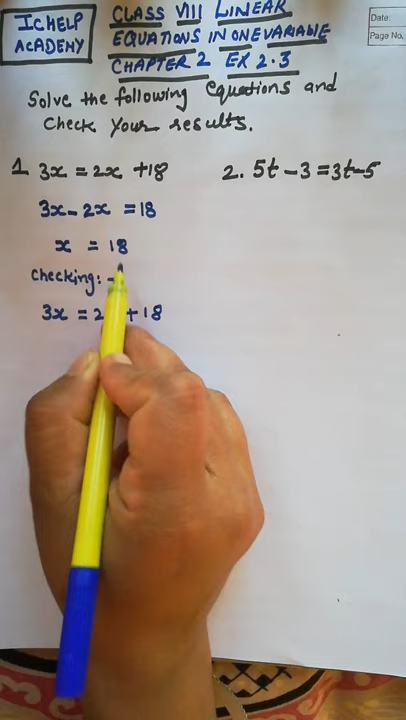 ICHELP
ACADEMY
CLASS VIII LINEAR
EQUATIONS IN ONE VARIABLE
CHAPTER 2 EX 2.3
Date:
Page No.
Solve the following equations and
check your results.
1. 3x = 2x + 18
3x - 2x = 18
x = 18
checking: -
3x = 2 + 18
2. 5t - 3 = 3t - 5